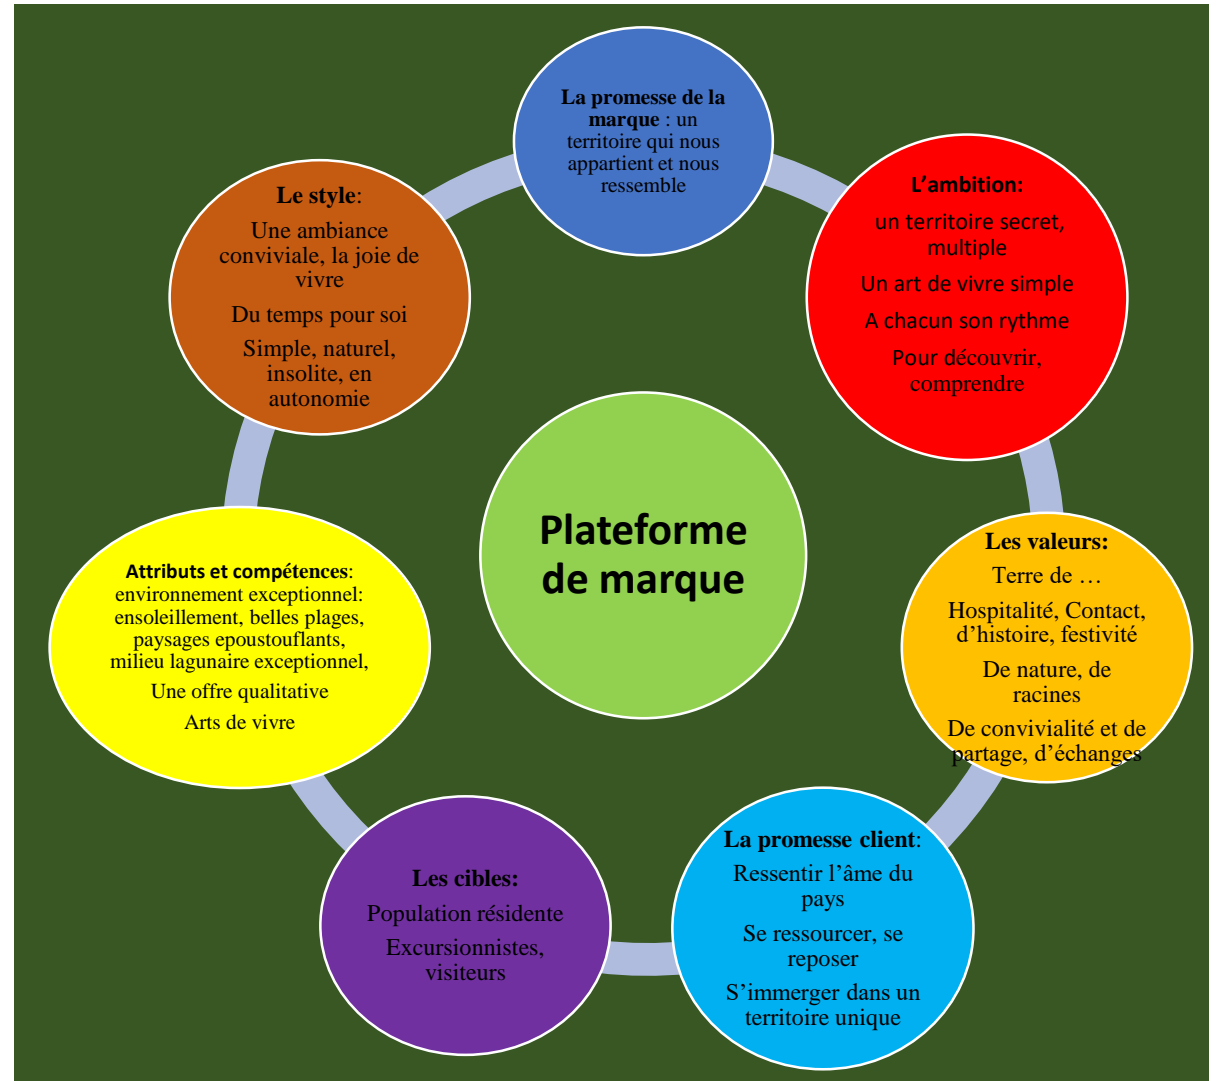 La promesse de la
marque : un
territoire qui nous
appartient et nous
ressemble
L’ambition:
un territoire secret,
multiple
Un art de vivre simple
A chacun son rythme
Pour découvrir,
comprendre
Les valeurs:
Terre de …
Hospitalité, Contact,
d’histoire, festivité
De nature, de
racines
De convivialité et de
partage, d’échanges
La promesse client:
Ressentir l’âme du
pays
Se ressourcer, se
reposer
S’immerger dans un
territoire unique
Les cibles:
Population résidente
Excursionnistes,
visiteurs
Attributs et compétences:
environnement exceptionnel:
ensoleillement, belles plages,
paysages epoustouflants,
milieu lagunaire exceptionnel,
Une offre qualitative
Arts de vivre
Le style:
Une ambiance
conviviale, la joie de
vivre
Du temps pour soi
Simple, naturel,
insolite, en
autonomie
Plateforme
de marque